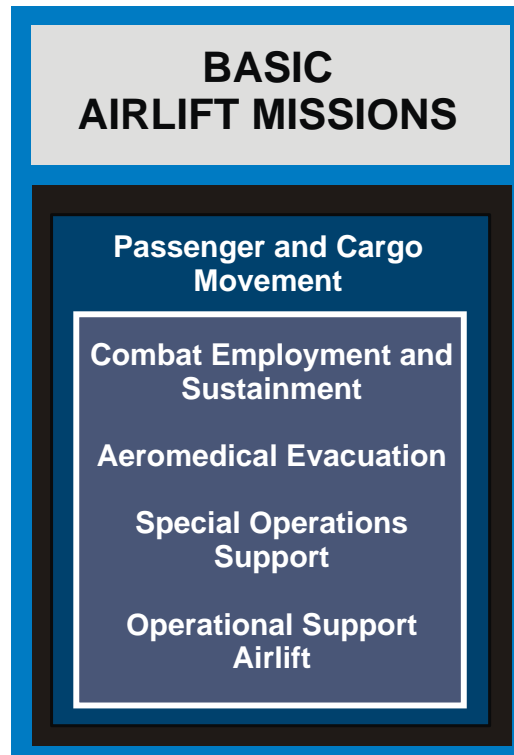 BASIC
AIRLIFT MISSIONS
Passenger and Cargo
Movement
Combat Employment and
Sustainment
Aeromedical Evacuation
Special Operations
Support
Operational Support
Airlift